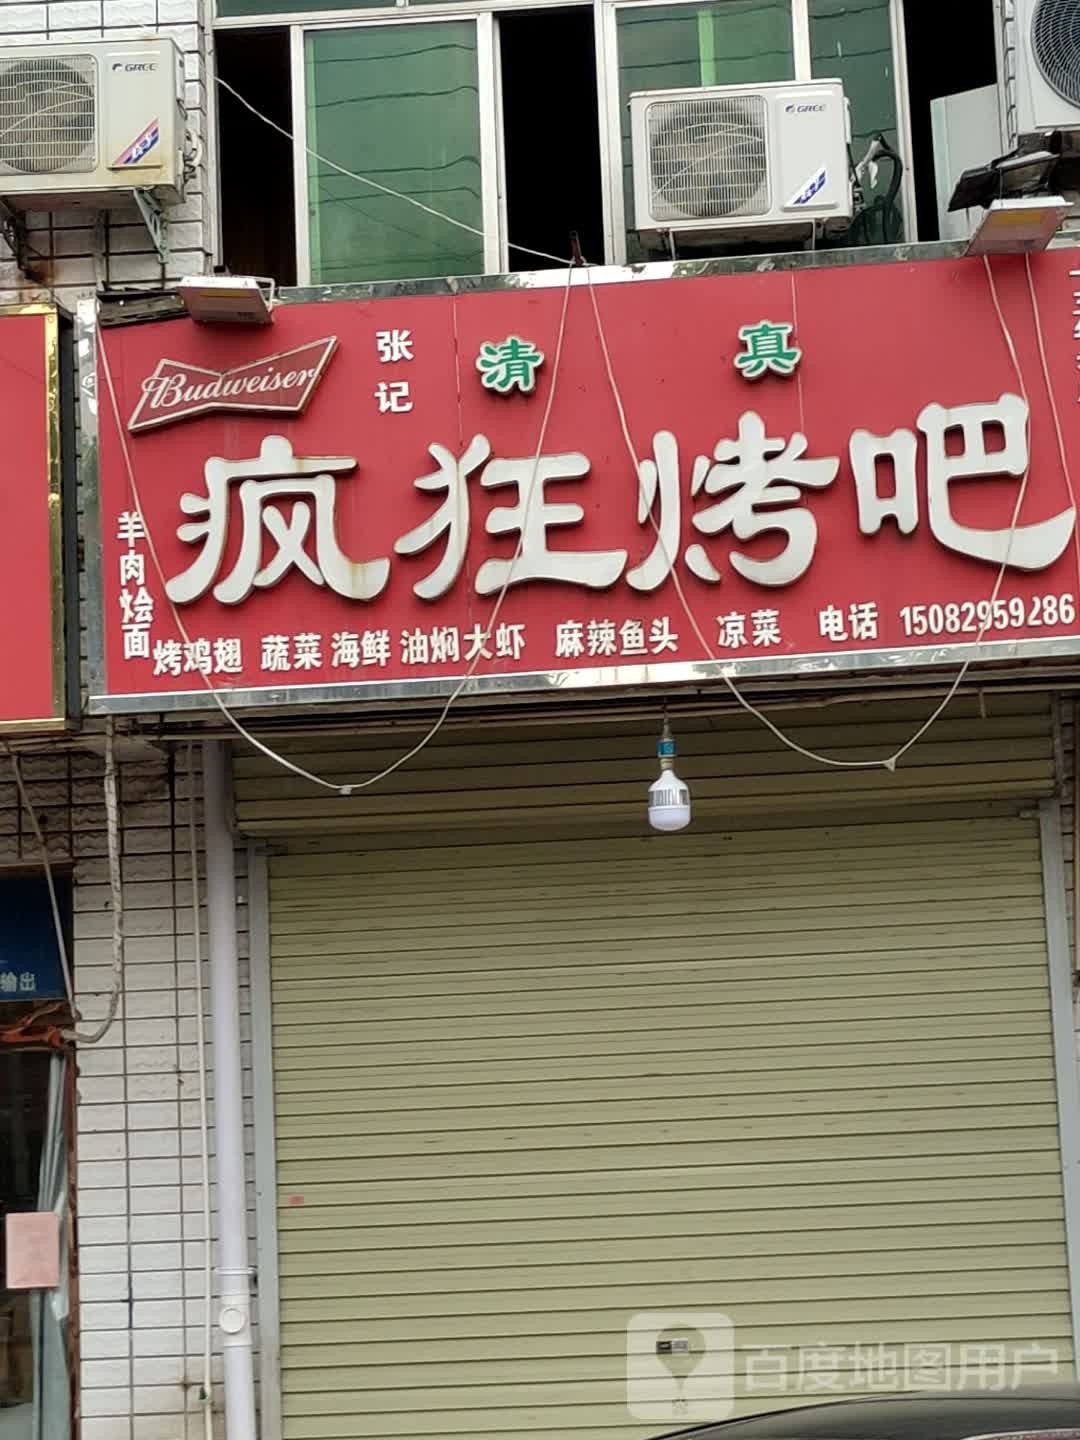 GREE
GREE
Budweiser
张记
清真
疯狂烤吧
羊肉烩面
烤鸡翅 蔬菜 海鲜 油焖大虾 麻辣鱼头 凉菜 电话 15082959286
输出
百度地图用户